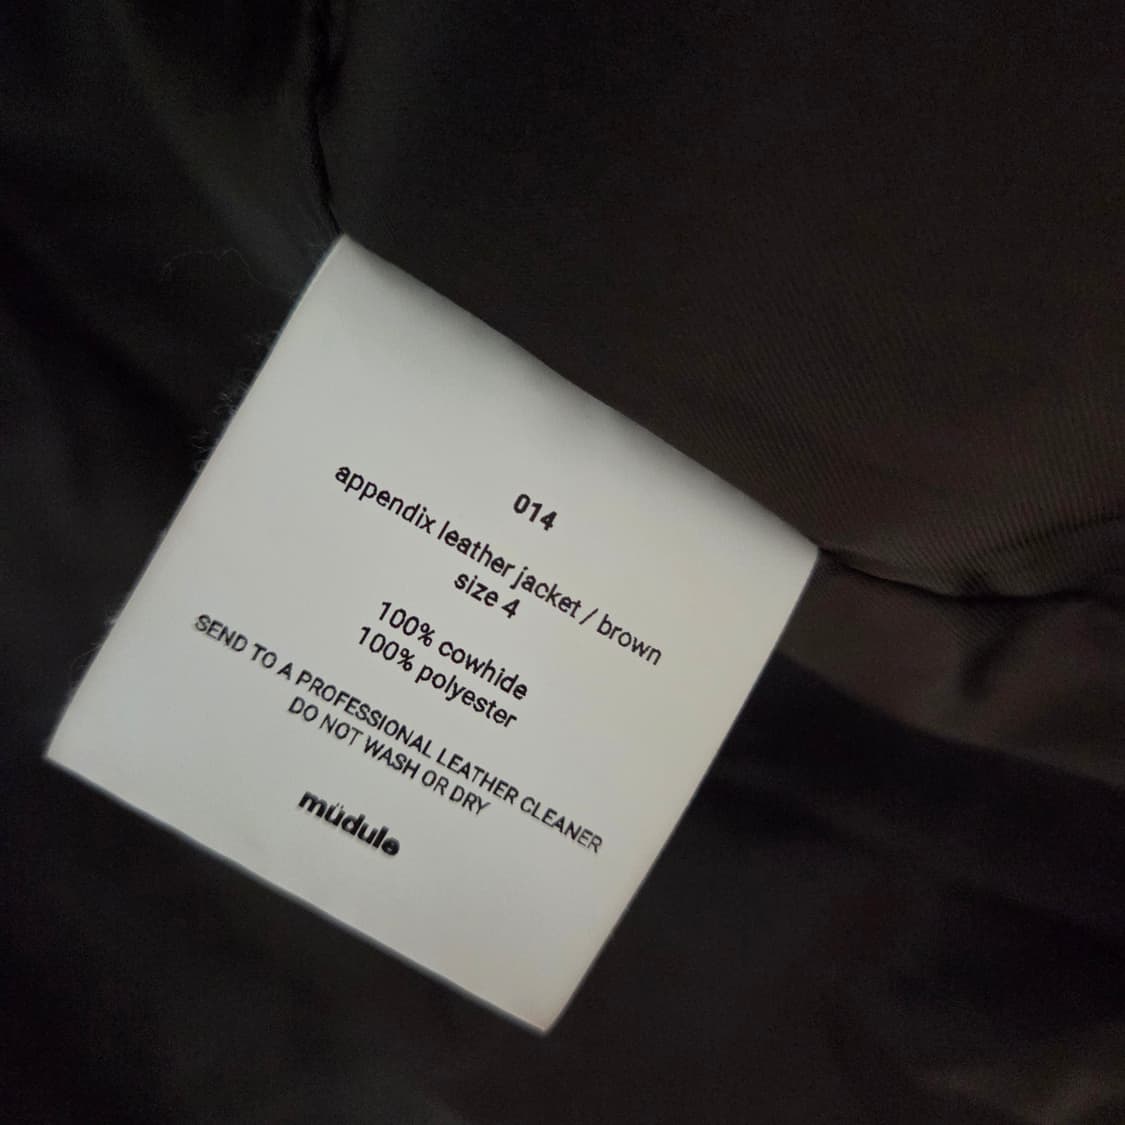 014
appendix leather jacket / brown
size 4
100% cowhide
100% polyester
SEND TO A PROFESSIONAL LEATHER CLEANER
DO NOT WASH OR DRY
müdule